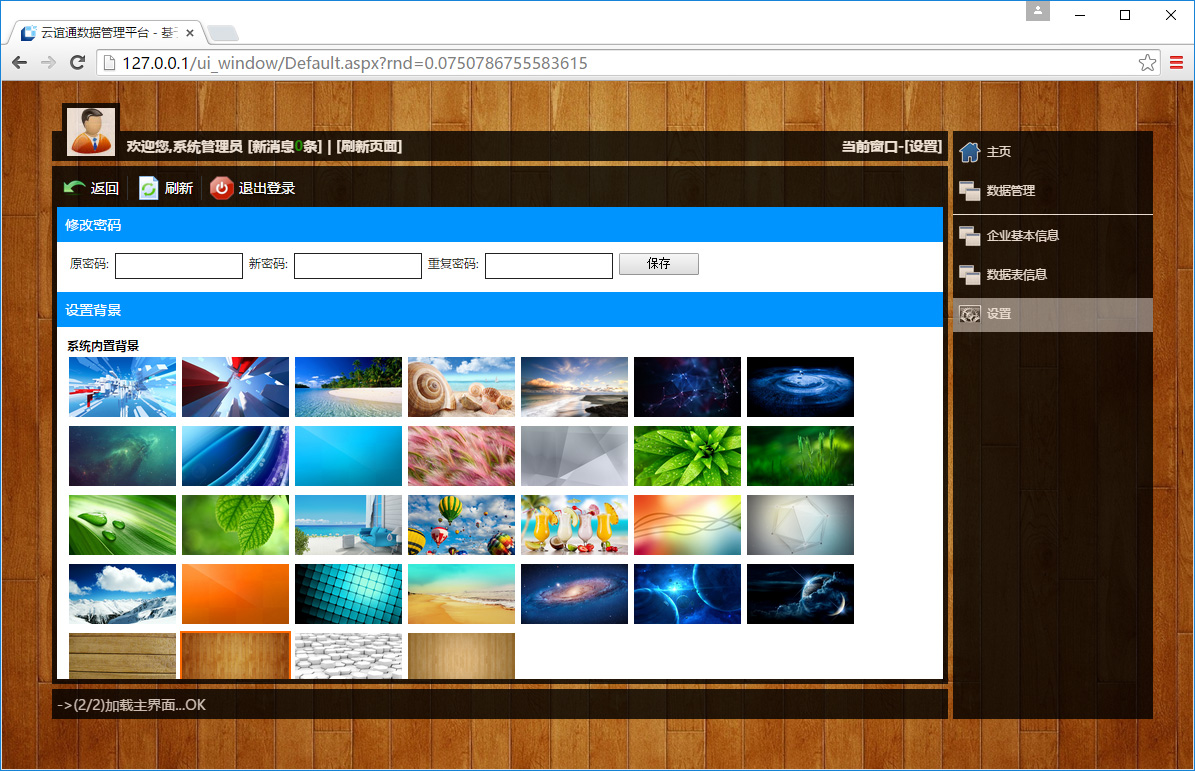 云谊通数据管理平台 - 基
127.0.0.1/ui_window/Default.aspx?rnd=0.0750786755583615
欢迎您,系统管理员 [新消息0条] | [刷新页面]
当前窗口-[设置]
返回
刷新
退出登录
修改密码
原密码:
新密码:
重复密码:
保存
设置背景
系统内置背景
->(2/2)加载主界面...OK
主页
数据管理
企业基本信息
数据表信息
设置